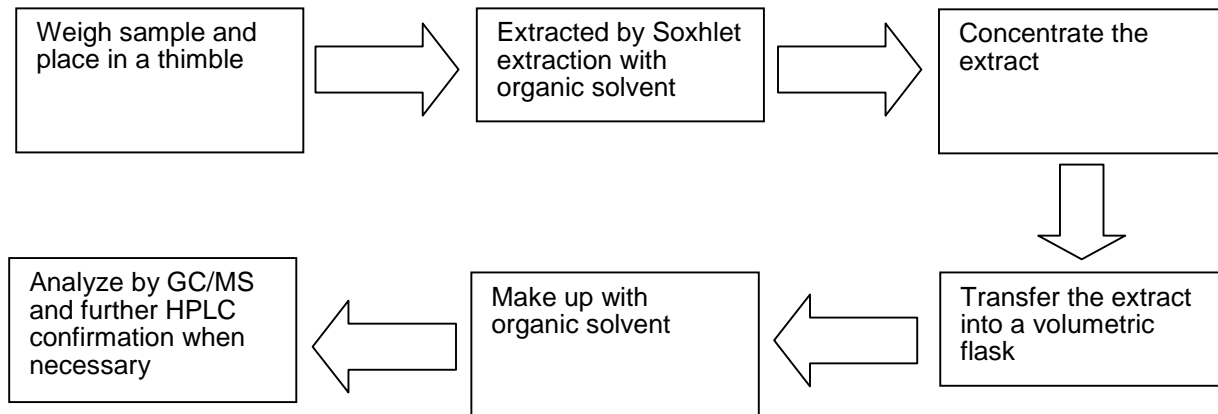 Weigh sample and
place in a thimble
Extracted by Soxhlet
extraction with
organic solvent
Concentrate the
extract
Transfer the extract
into a volumetric
flask
Make up with
organic solvent
Analyze by GC/MS
and further HPLC
confirmation when
necessary